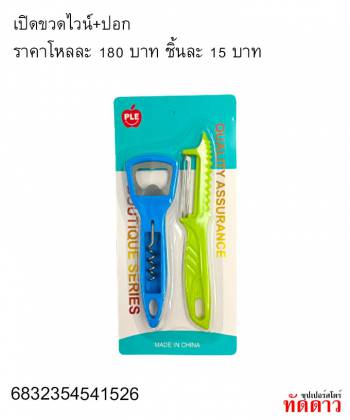 เปิดขวดไวน์+ปอก
ราคาโหลละ 180 บาท ชิ้นละ 15 บาท
PLE
QUALITY ASSURANCE
OUTIQUE SERIES
MADE IN CHINA
6832354541526
ซุปเปอร์สโตร์
ทัดดาว